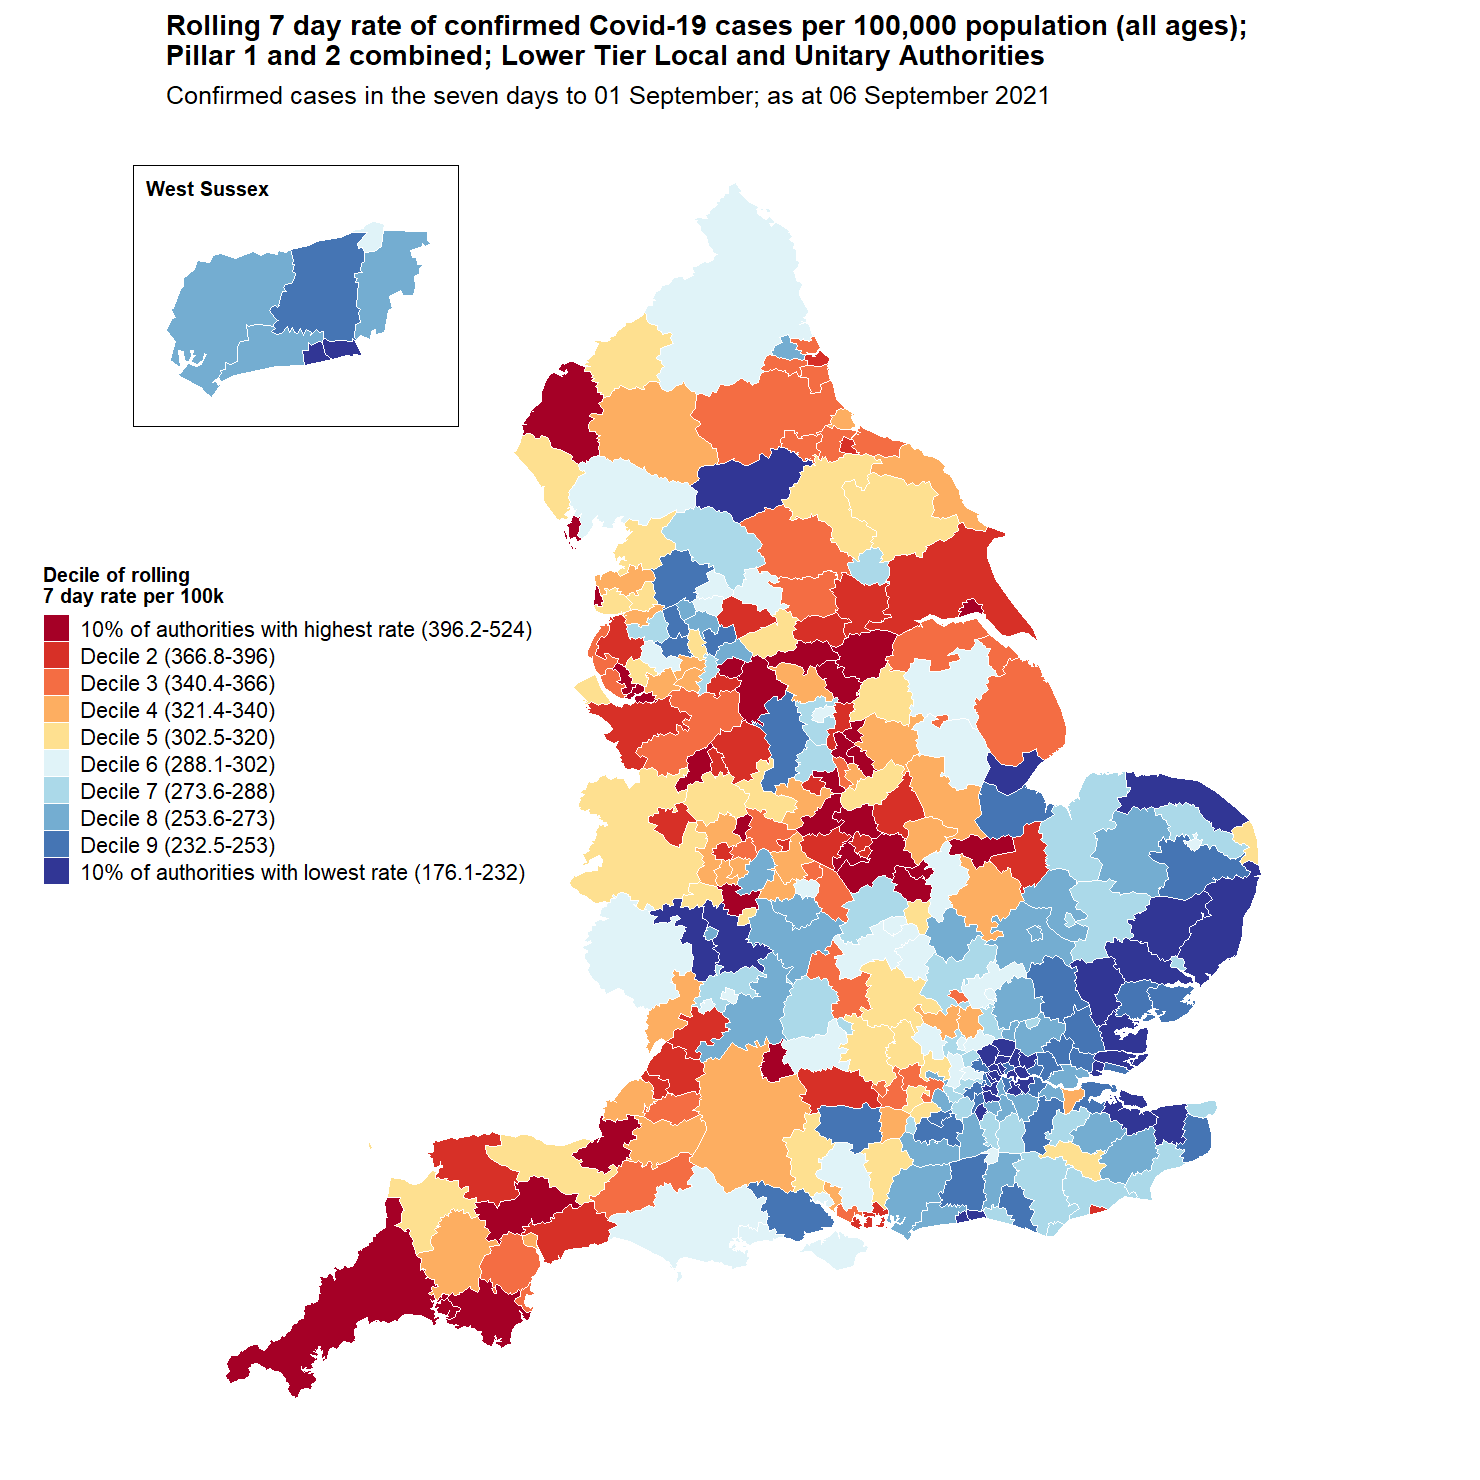 Rolling 7 day rate of confirmed Covid-19 cases per 100,000 population (all ages);
Pillar 1 and 2 combined; Lower Tier Local and Unitary Authorities
Confirmed cases in the seven days to 01 September; as at 06 September 2021
West Sussex
Decile of rolling
7 day rate per 100k
10% of authorities with highest rate (396.2-524)
Decile 2 (366.8-396)
Decile 3 (340.4-366)
Decile 4 (321.4-340)
Decile 5 (302.5-320)
Decile 6 (288.1-302)
Decile 7 (273.6-288)
Decile 8 (253.6-273)
Decile 9 (232.5-253)
10% of authorities with lowest rate (176.1-232)